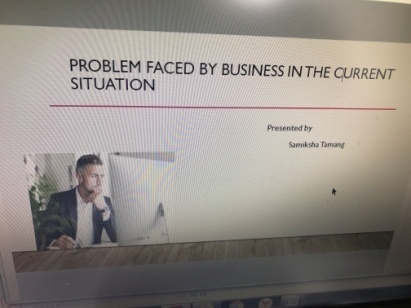 PROBLEM FACED BY BUSINESS IN THE CURRENT
SITUATION
Presented by
Samiksha Tamang